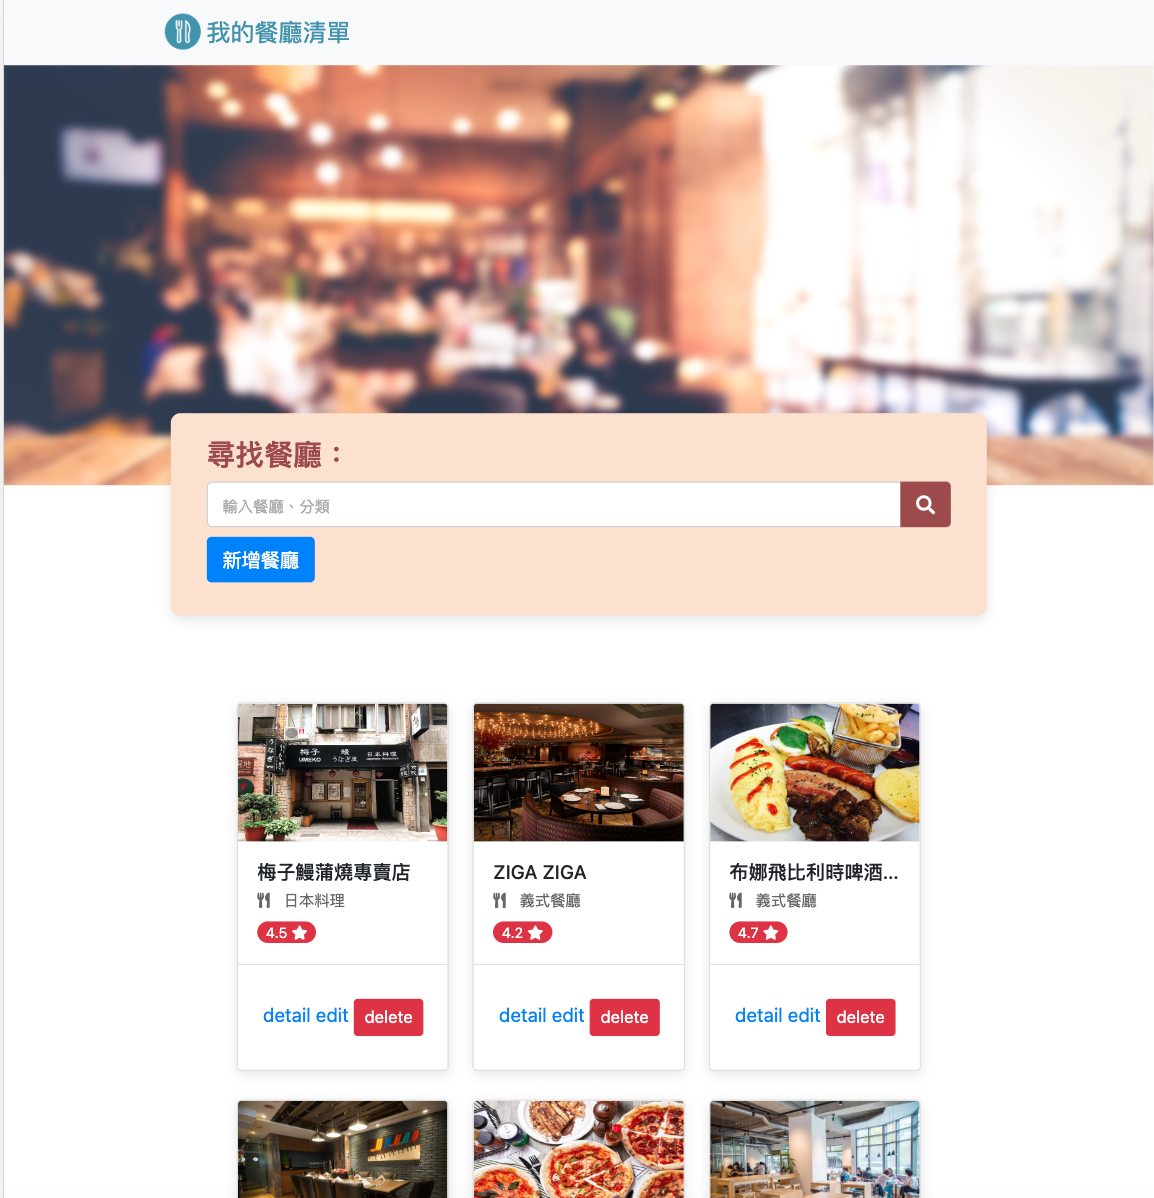 我的餐廳清單
尋找餐廳：
輸入餐廳、分類
新增餐廳
梅子 鰻 日本料理
UMEKO うなぎ屋 Japanese Restaurant
梅子鰻蒲燒專賣店
日本料理
4.5
detail edit delete
ZIGA ZIGA
義式餐廳
4.2
detail edit delete
布娜飛比利時啤酒...
義式餐廳
4.7
detail edit delete